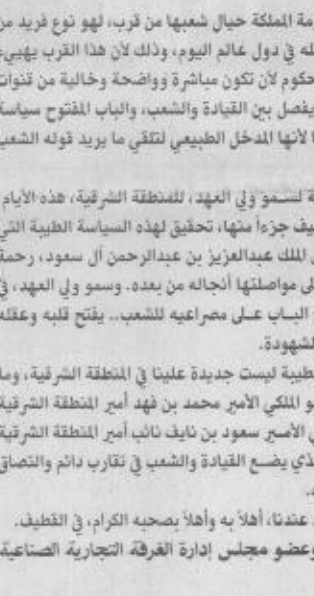 مة المملكة حيال شعبها من قرب، لهو نوع فريد من
له في دول عالم اليوم، وذلك لأن هذا القرب يهييء
حكوم لأن تكون مباشرة وواضحة وخالية من قنوات
يفصل بين القيادة والشعب، والباب المفتوح سياسة
ا لأنها المدخل الطبيعي لتلقي ما يريد قوله الشعب
ة لسمو ولي العهد، للمنطقة الشرقية، هذه الأيام
يف جزءاً منها، تحقيق لهذه السياسة الطيبة التي
الملك عبدالعزيز بن عبدالرحمن آل سعود، رحمة
لى مواصلتها أنجاله من بعده. وسمو ولي العهد، في
الباب على مصراعيه للشعب.. يفتح قلبه وعقله
لشهودة.
طيبة ليست جديدة علينا في المنطقة الشرقية، وما
و الملكي الأمير محمد بن فهد أمير المنطقة الشرقية
ي الأمير سعود بن نايف نائب أمير المنطقة الشرقية
ذي يضع القيادة والشعب في تقارب دائم والتصاق
.
عندنا، أهلاً به وأهلاً بصحبه الكرام، في القطيف.
وعضو مجلس إدارة الغرفة التجارية الصناعية